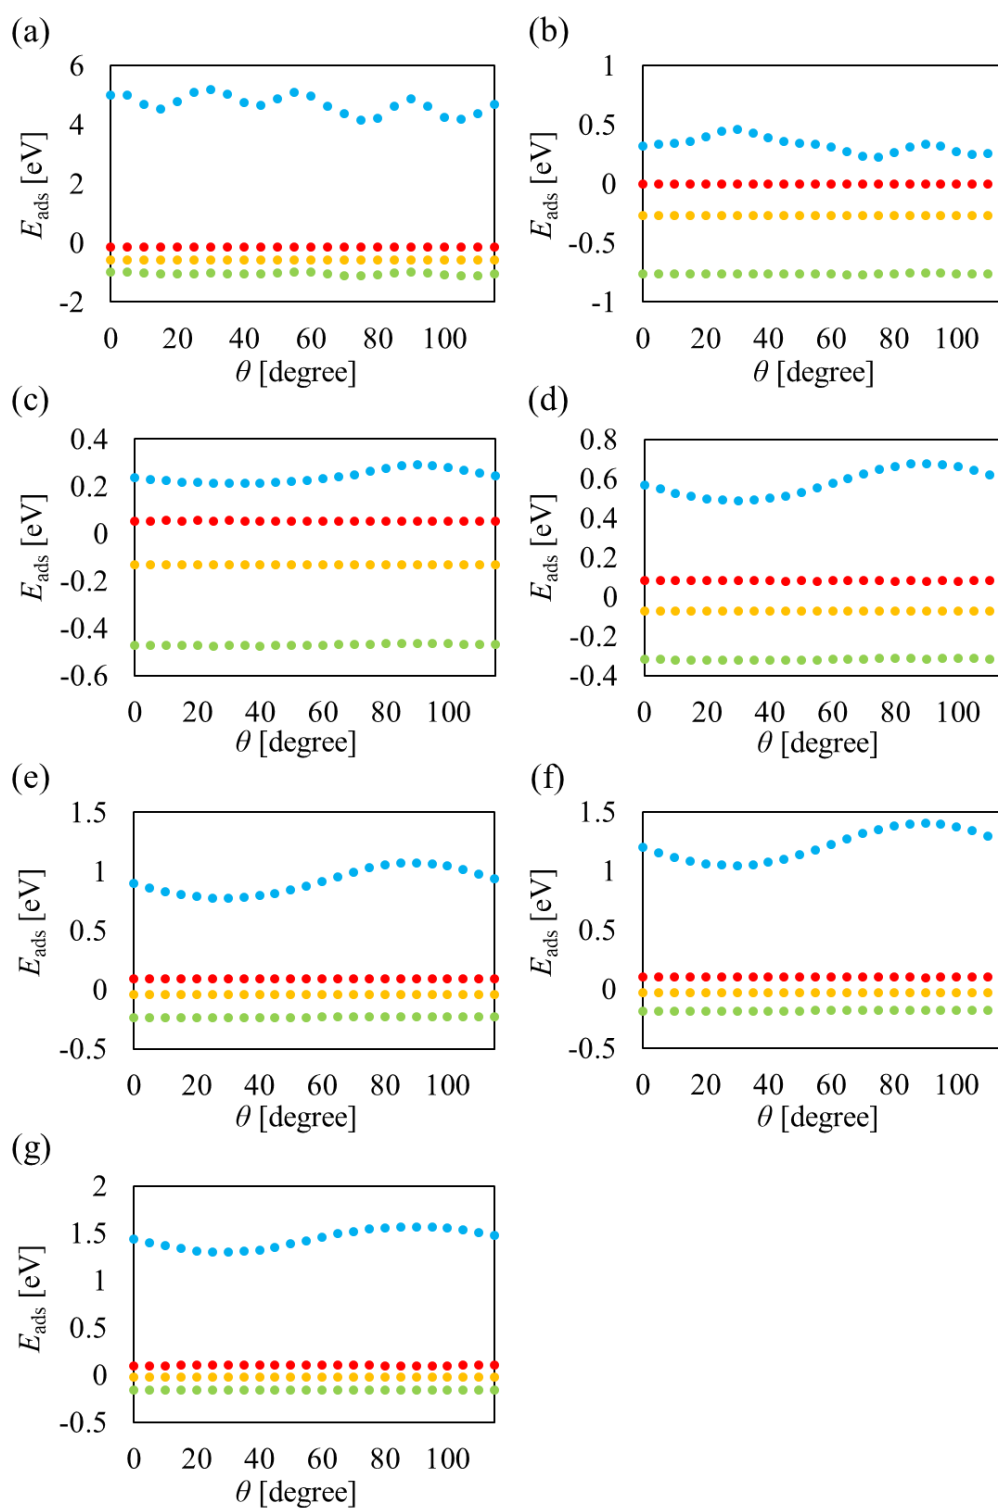 (a)
6
4
2
0
-2
E_ads [eV]
0 20 40 60 80 100
θ [degree]
(b)
1
0.5
0
-0.5
-1
E_ads [eV]
0 20 40 60 80 100
θ [degree]
(c)
0.4
0.2
0
-0.2
-0.4
-0.6
E_ads [eV]
0 20 40 60 80 100
θ [degree]
(d)
0.8
0.6
0.4
0.2
0
-0.2
-0.4
E_ads [eV]
0 20 40 60 80 100
θ [degree]
(e)
1.5
1
0.5
0
-0.5
E_ads [eV]
0 20 40 60 80 100
θ [degree]
(f)
1.5
1
0.5
0
-0.5
E_ads [eV]
0 20 40 60 80 100
θ [degree]
(g)
2
1.5
1
0.5
0
-0.5
E_ads [eV]
0 20 40 60 80 100
θ [degree]